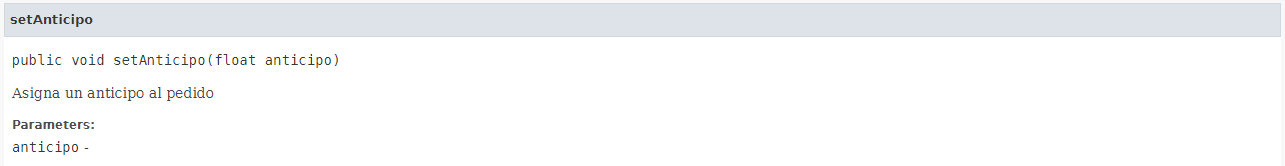 setAnticipo
public void setAnticipo(float anticipo)
Asigna un anticipo al pedido
Parameters:
anticipo -